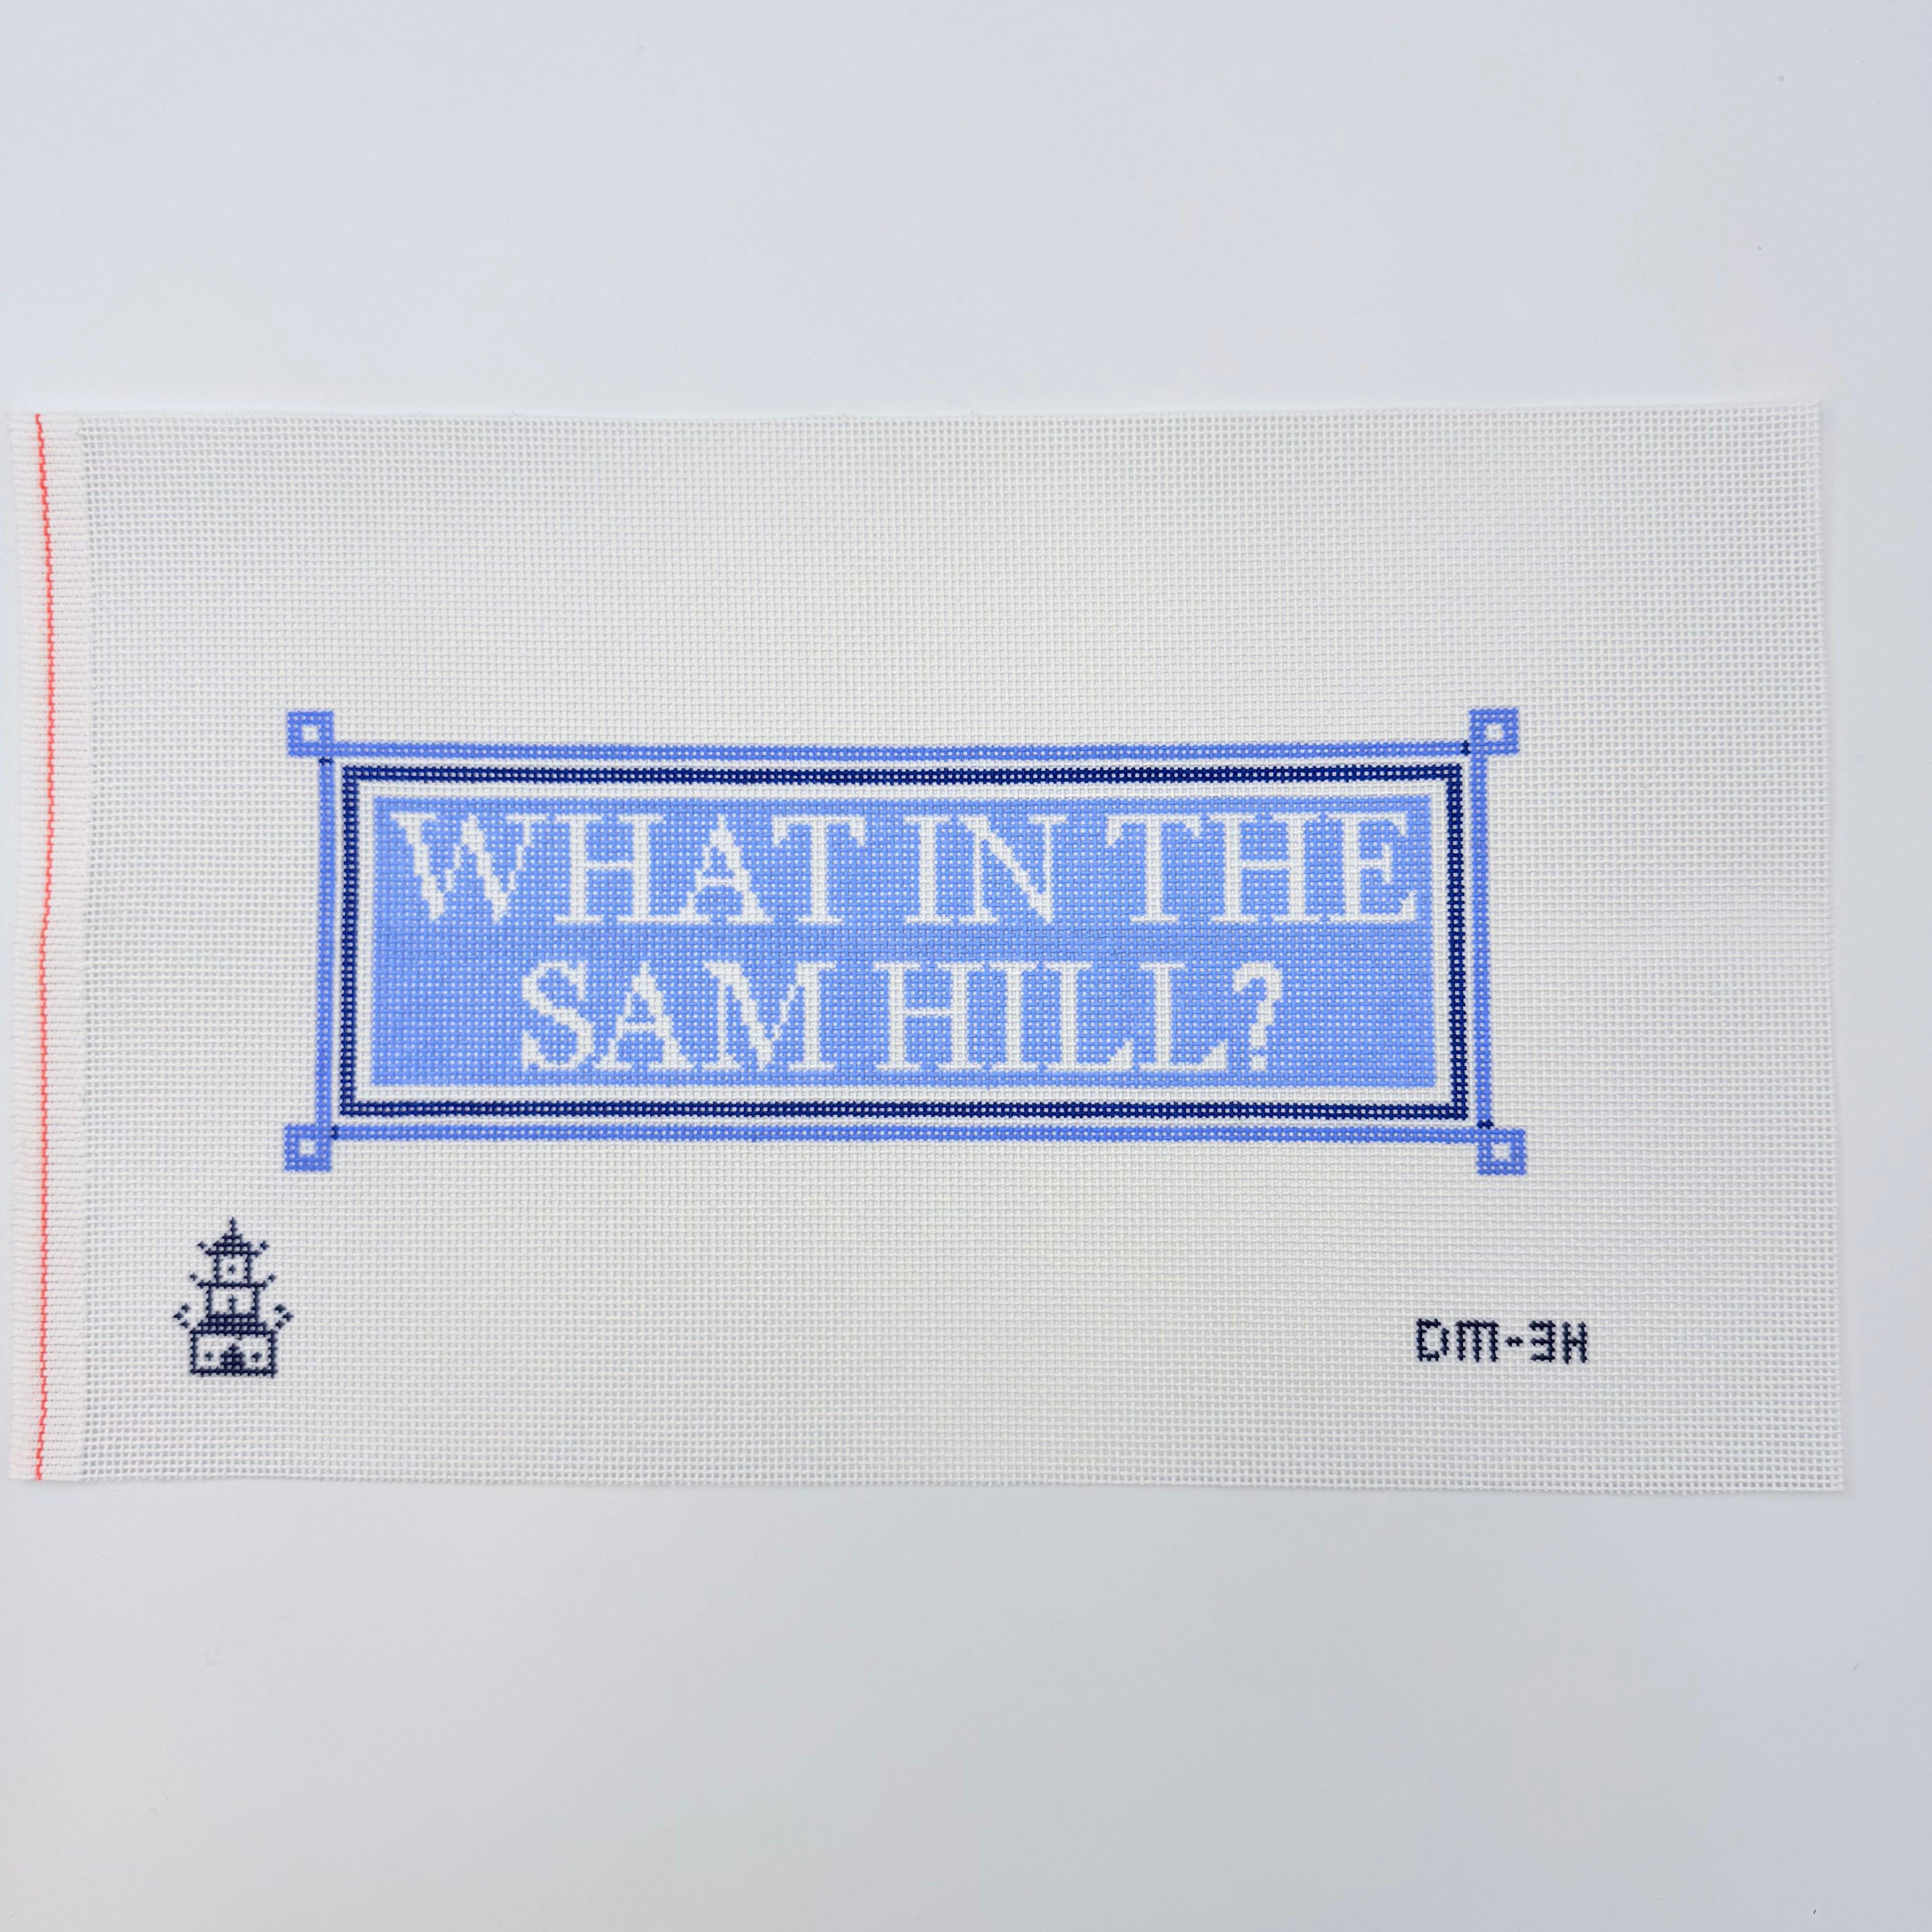 WHAT IN THE
SAM HILL?
DM-3H